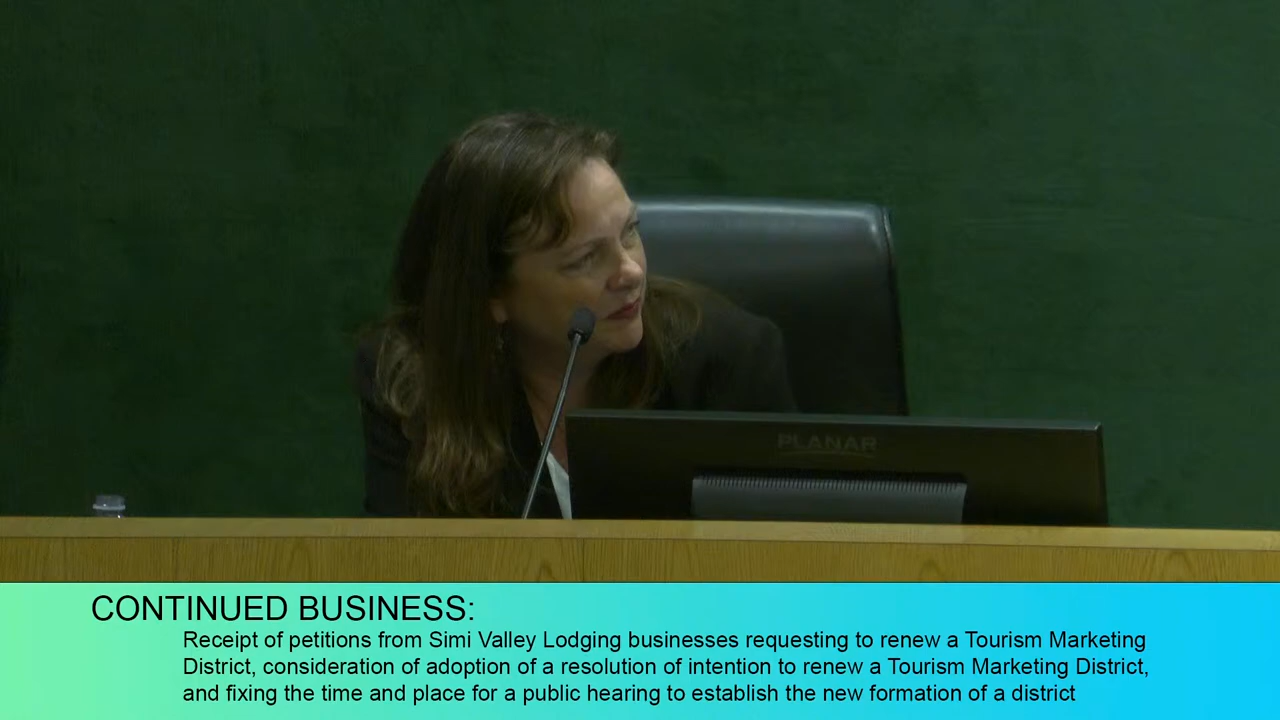 PLANAR
CONTINUED BUSINESS:
Receipt of petitions from Simi Valley Lodging businesses requesting to renew a Tourism Marketing
District, consideration of adoption of a resolution of intention to renew a Tourism Marketing District,
and fixing the time and place for a public hearing to establish the new formation of a district